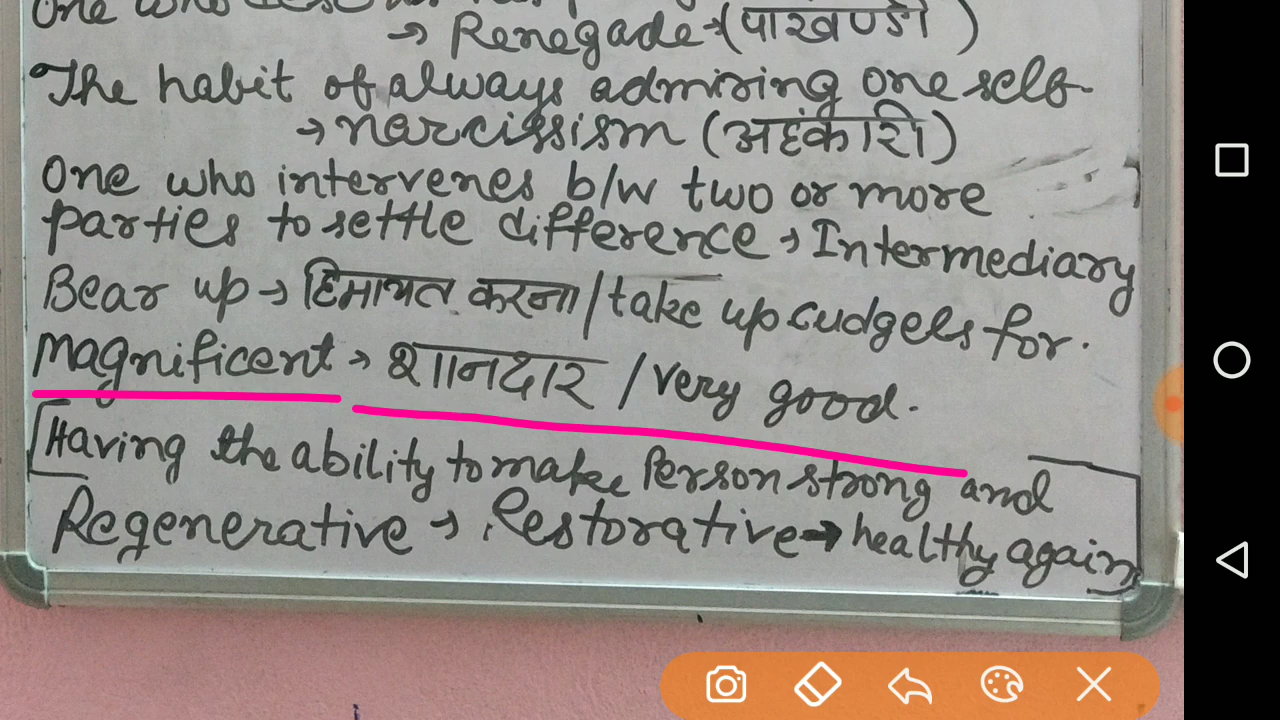 One who
→ Renegade → (पाखण्डी)
The habit of always admiring one self.
→ narcissism (अहंकारी)
One who intervenes b/w two or more
parties to settle difference → Intermediary
Bear up → हिमायत करना / take up cudgels for.
Magnificent → शानदार / very good.
Having the ability to make Person strong and
Regenerative → Restorative → healthy again